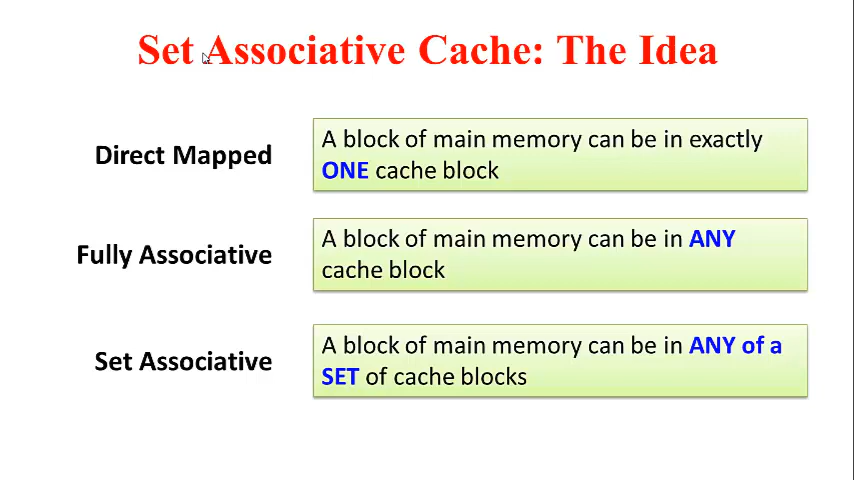 Set Associative Cache: The Idea
Direct Mapped
A block of main memory can be in exactly
ONE cache block
Fully Associative
A block of main memory can be in ANY
cache block
Set Associative
A block of main memory can be in ANY of a
SET of cache blocks